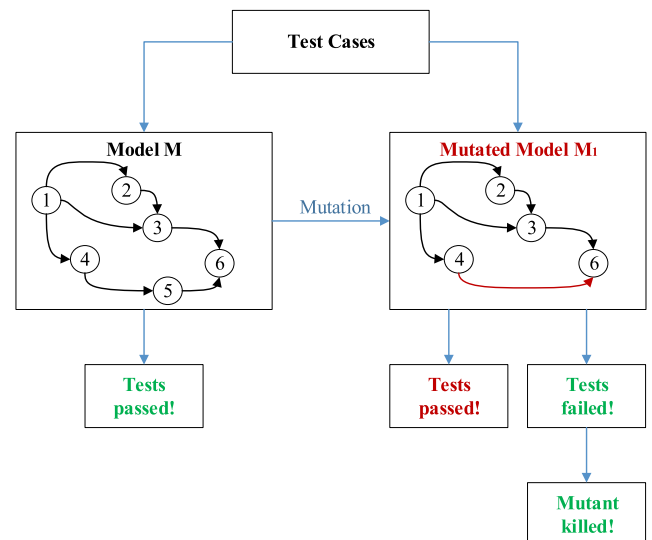 Test Cases
Model M
1
2
3
4
5
6
Mutation
Mutated Model M1
1
2
3
4
6
Tests
passed!
Tests
passed!
Tests
failed!
Mutant
killed!